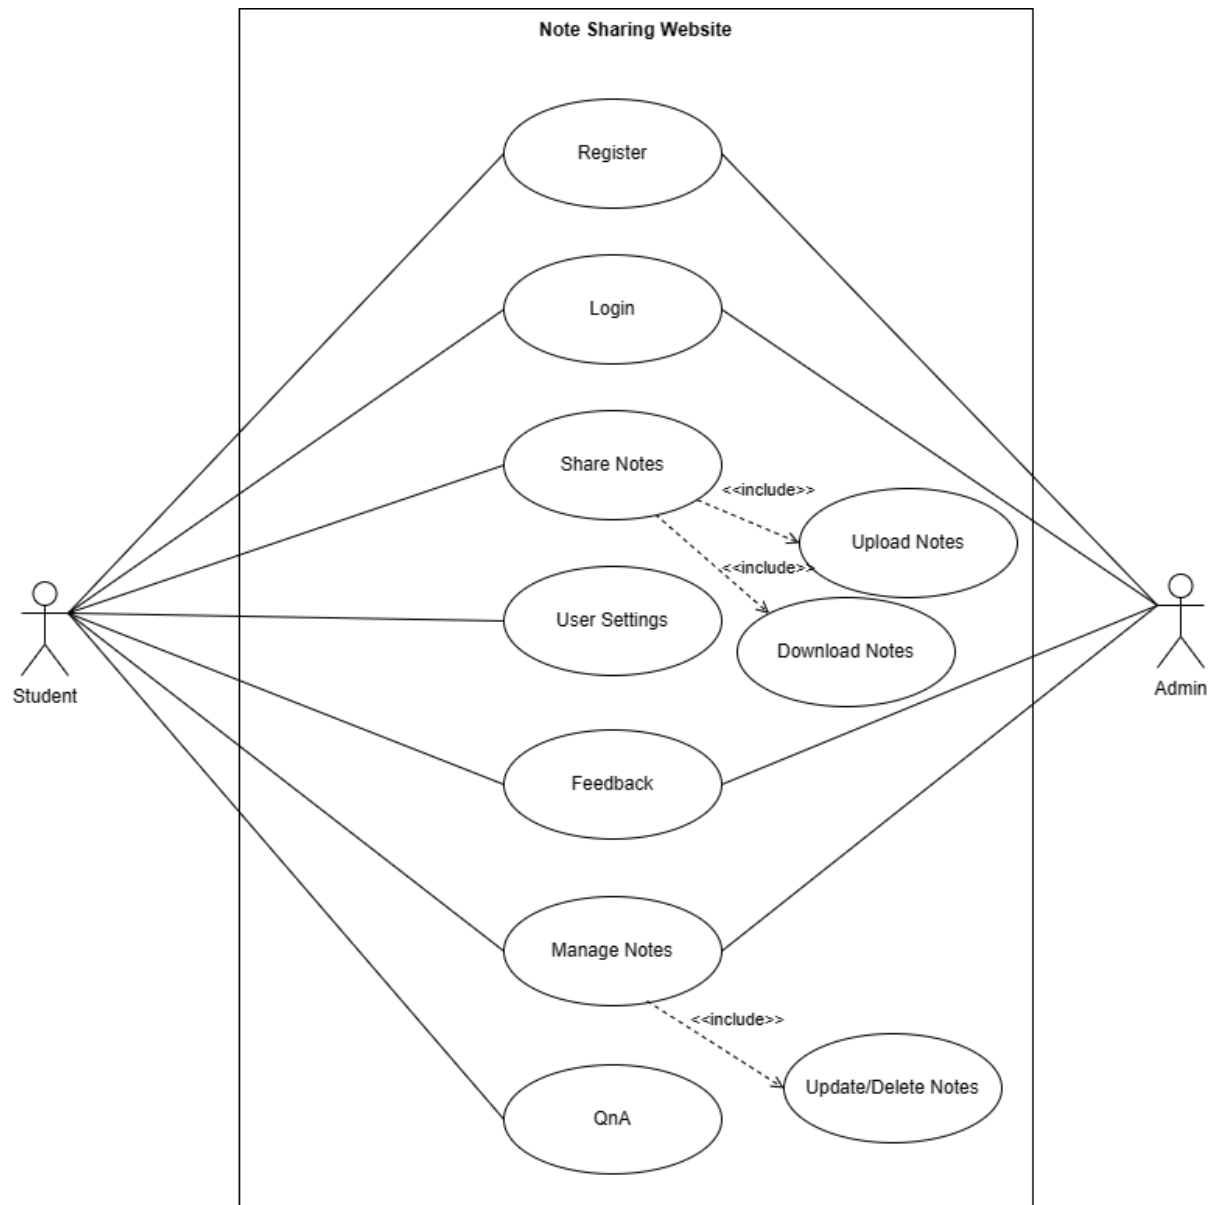 Note Sharing Website
Register
Login
Share Notes
<<include>>
Upload Notes
<<include>>
User Settings
Download Notes
Student
Admin
Feedback
Manage Notes
<<include>>
Update/Delete Notes
QnA